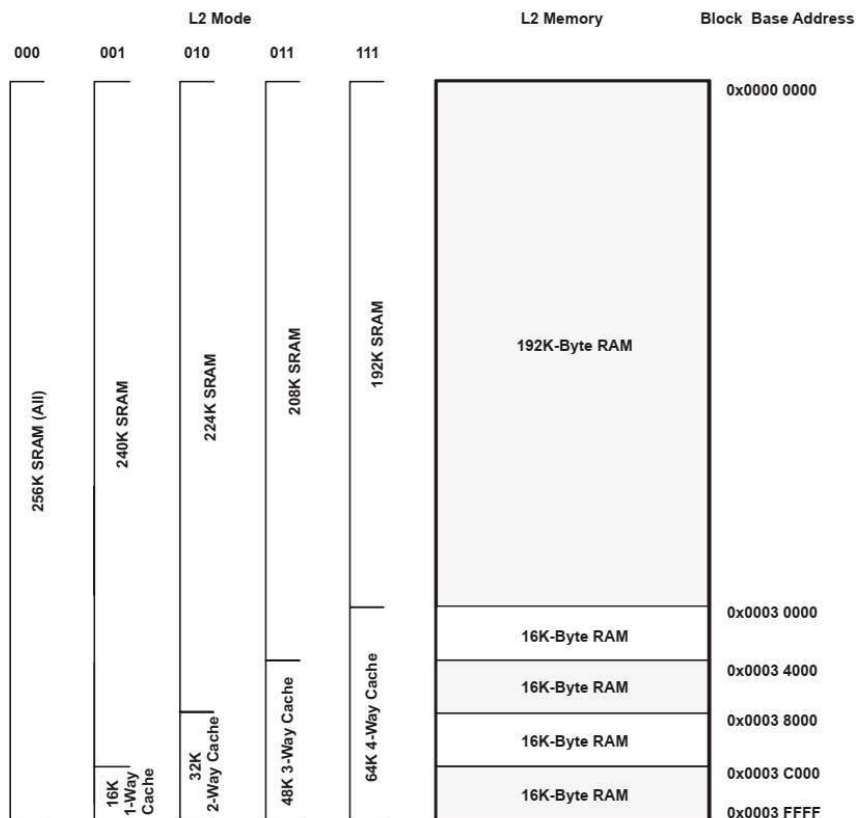 L2 Mode L2 Memory Block Base Address
000 001 010 011 111
0x0000 0000
256K SRAM (All)
240K SRAM
224K SRAM
208K SRAM
192K SRAM
192K-Byte RAM
0x0003 0000
16K-Byte RAM
0x0003 4000
16K-Byte RAM
0x0003 8000
16K-Byte RAM
0x0003 C000
16K-Byte RAM
0x0003 FFFF
16K
1-Way
Cache
32K
2-Way Cache
48K 3-Way Cache
64K 4-Way Cache